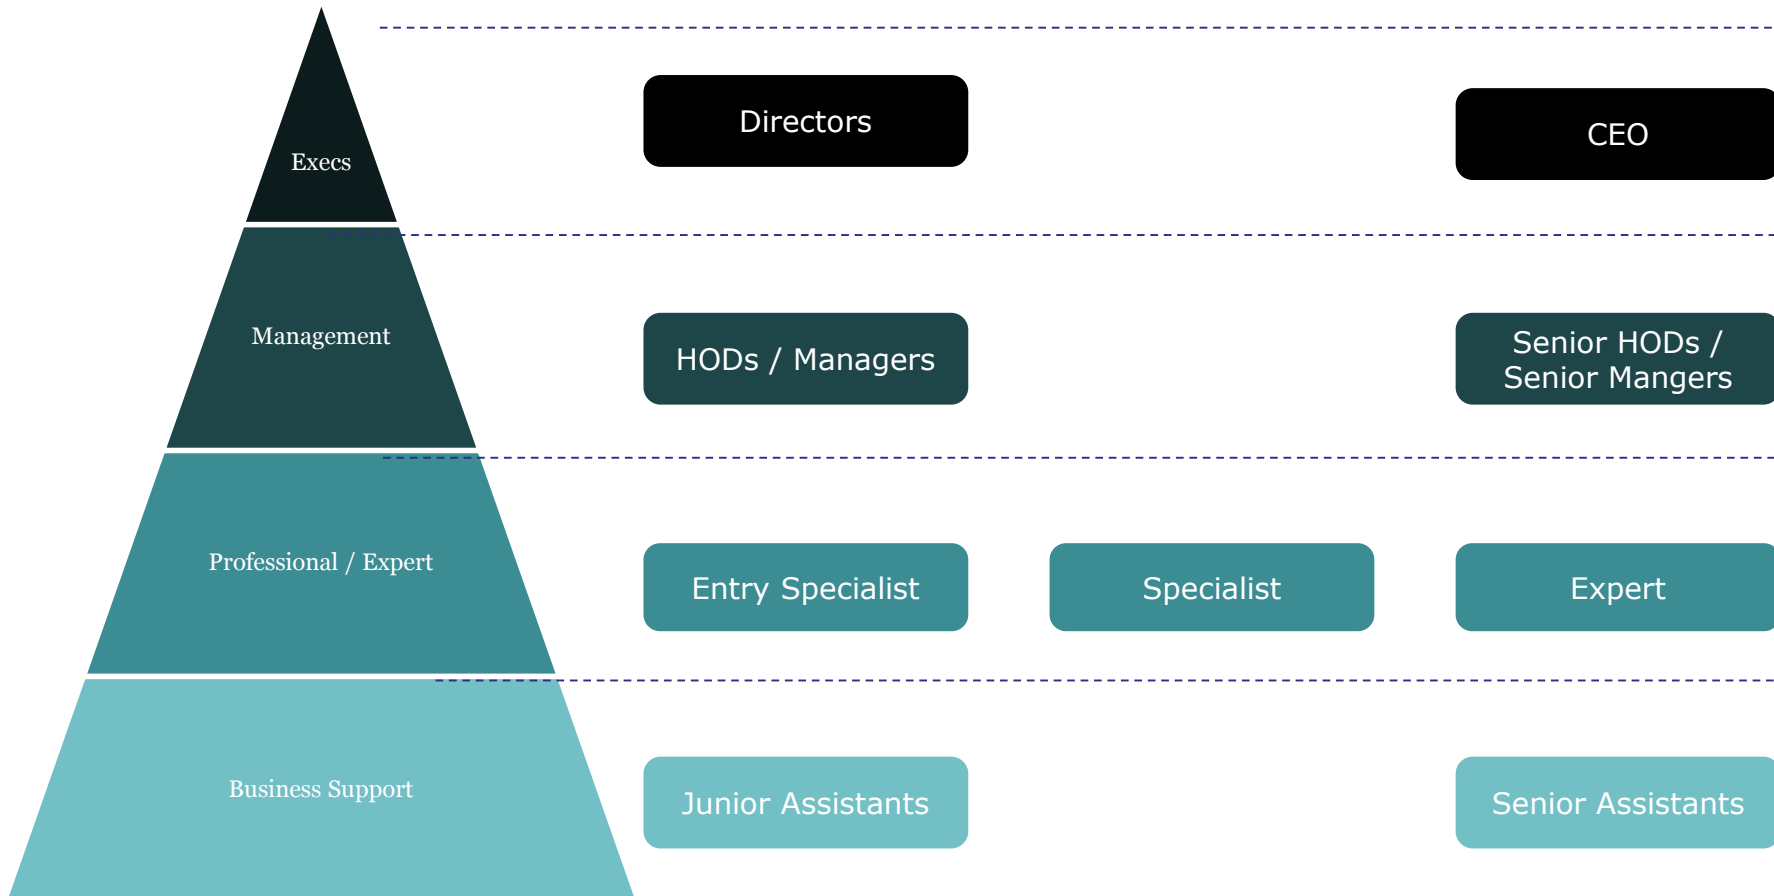 Execs
Directors
CEO
Management
HODs / Managers
Senior HODs /
Senior Mangers
Professional / Expert
Entry Specialist
Specialist
Expert
Business Support
Junior Assistants
Senior Assistants